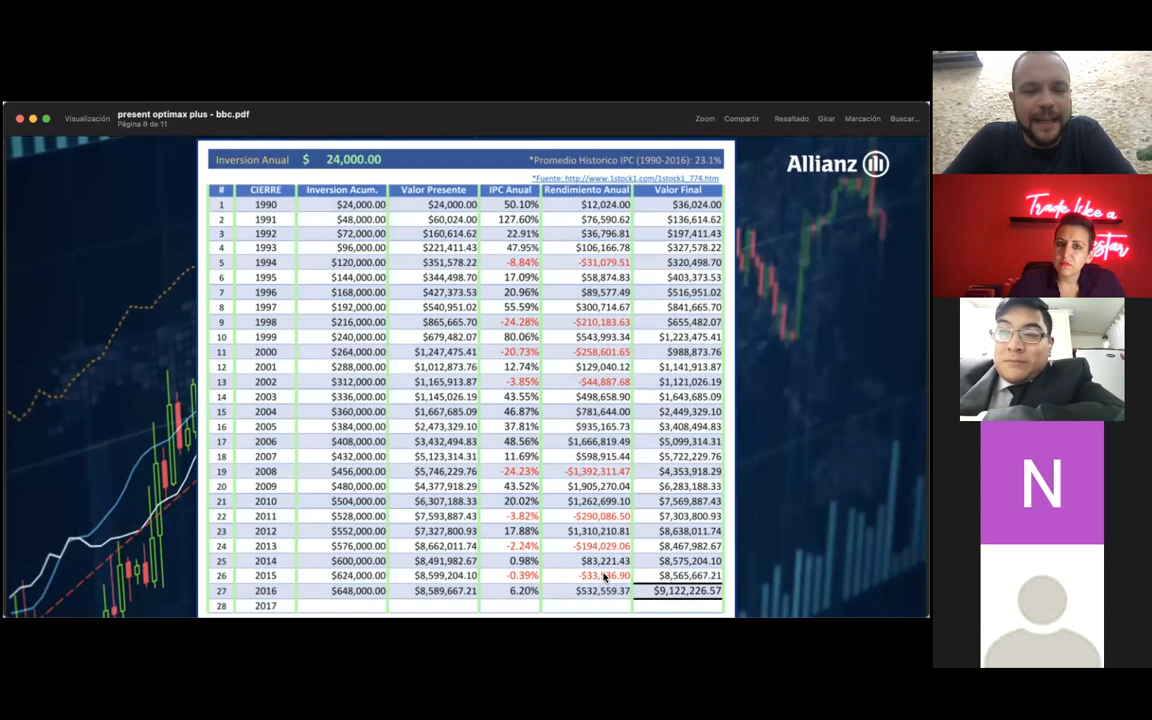 Visualización
present optimax plus - bbc.pdf
Página 8 de 11
Zoom Compartir Resaltado Girar Marcación Buscar...
Inversion Anual $ 24,000.00 *Promedio Historico IPC (1990-2016): 23.1%
Allianz
*Fuente: http://www.1stock1.com/1stock1_774.htm
# CIERRE Inversion Acum. Valor Presente IPC Anual Rendimiento Anual Valor Final
1 1990 $24,000.00 $24,000.00 50.10% $12,024.00 $36,024.00
2 1991 $48,000.00 $60,024.00 127.60% $76,590.62 $136,614.62
3 1992 $72,000.00 $160,614.62 22.91% $36,796.81 $197,411.43
4 1993 $96,000.00 $221,411.43 47.95% $106,166.78 $327,578.22
5 1994 $120,000.00 $351,578.22 -8.84% -$31,079.51 $320,498.70
6 1995 $144,000.00 $344,498.70 17.09% $58,874.83 $403,373.53
7 1996 $168,000.00 $427,373.53 20.96% $89,577.49 $516,951.02
8 1997 $192,000.00 $540,951.02 55.59% $300,714.67 $841,665.70
9 1998 $216,000.00 $865,665.70 -24.28% -$210,183.63 $655,482.07
10 1999 $240,000.00 $679,482.07 80.06% $543,993.34 $1,223,475.41
11 2000 $264,000.00 $1,247,475.41 -20.73% -$258,601.65 $988,873.76
12 2001 $288,000.00 $1,012,873.76 12.74% $129,040.12 $1,141,913.87
13 2002 $312,000.00 $1,165,913.87 -3.85% -$44,887.68 $1,121,026.19
14 2003 $336,000.00 $1,145,026.19 43.55% $498,658.90 $1,643,685.09
15 2004 $360,000.00 $1,667,685.09 46.87% $781,644.00 $2,449,329.10
16 2005 $384,000.00 $2,473,329.10 37.81% $935,165.73 $3,408,494.83
17 2006 $408,000.00 $3,432,494.83 48.56% $1,666,819.49 $5,099,314.31
18 2007 $432,000.00 $5,123,314.31 11.69% $598,915.44 $5,722,229.76
19 2008 $456,000.00 $5,746,229.76 -24.23% -$1,392,311.47 $4,353,918.29
20 2009 $480,000.00 $4,377,918.29 43.52% $1,905,270.04 $6,283,188.33
21 2010 $504,000.00 $6,307,188.33 20.02% $1,262,699.10 $7,569,887.43
22 2011 $528,000.00 $7,593,887.43 -3.82% -$290,086.50 $7,303,800.93
23 2012 $552,000.00 $7,327,800.93 17.88% $1,310,210.81 $8,638,011.74
24 2013 $576,000.00 $8,662,011.74 -2.24% -$194,029.06 $8,467,982.67
25 2014 $600,000.00 $8,491,982.67 0.98% $83,221.43 $8,575,204.10
26 2015 $624,000.00 $8,599,204.10 -0.39% $8,565,667.21
27 2016 $648,000.00 $8,589,667.21 6.20% $532,559.37 $9,122,226.57
28 2017
Trade like a
N